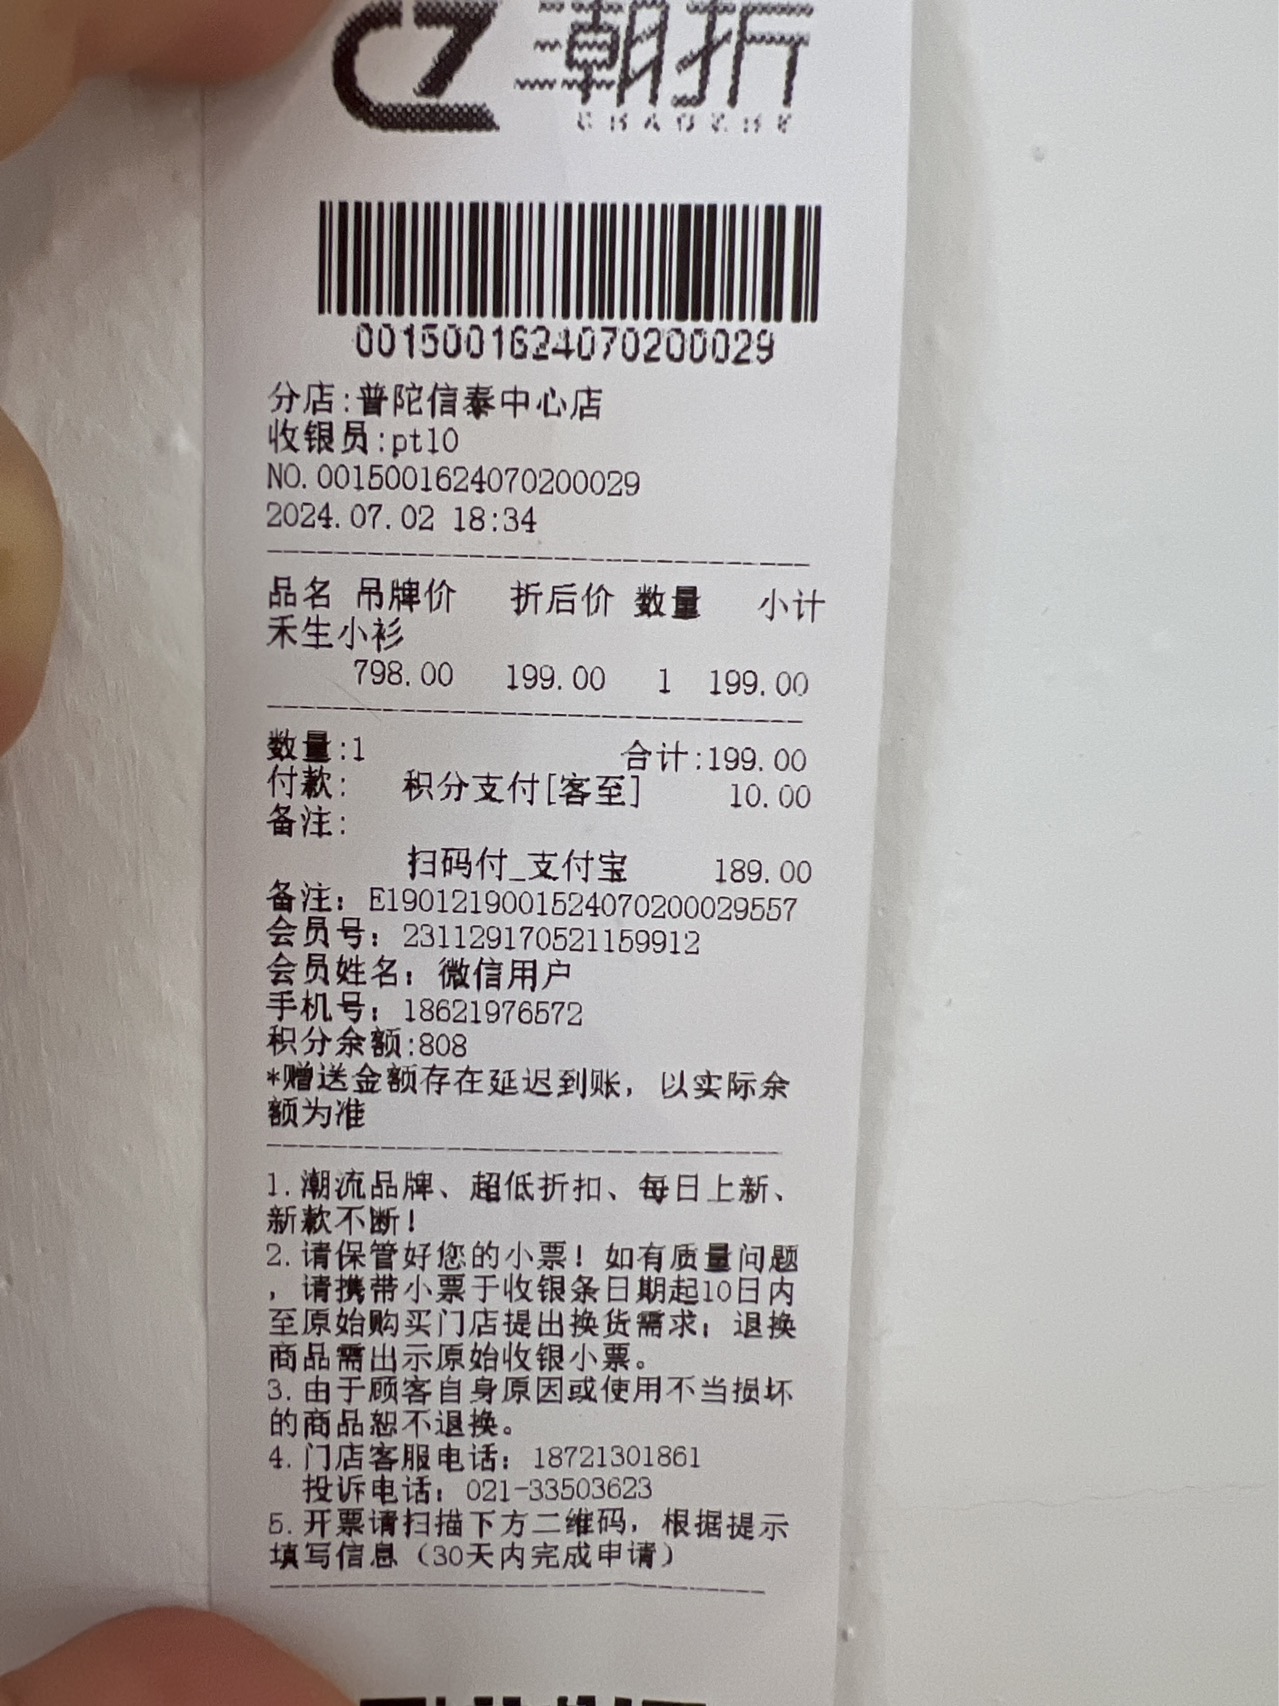 CZ 潮折
CHAOZHE
0015001624070200029
分店:普陀信泰中心店
收银员:pt10
NO.0015001624070200029
2024.07.02 18:34
品名 吊牌价 折后价 数量 小计
禾生小衫
798.00 199.00 1 199.00
数量:1 合计:199.00
付款: 积分支付[客至] 10.00
备注:
扫码付_支付宝 189.00
备注: E1901219001524070200029557
会员号: 231129170521159912
会员姓名: 微信用户
手机号: 18621976572
积分余额:808
*赠送金额存在延迟到账, 以实际余
额为准
1.潮流品牌、超低折扣、每日上新、
新款不断!
2.请保管好您的小票! 如有质量问题
, 请携带小票于收银条日期起10日内
至原始购买门店提出换货需求; 退换
商品需出示原始收银小票。
3.由于顾客自身原因或使用不当损坏
的商品恕不退换。
4.门店客服电话: 18721301861
投诉电话: 021-33503623
5.开票请扫描下方二维码, 根据提示
填写信息 (30天内完成申请)